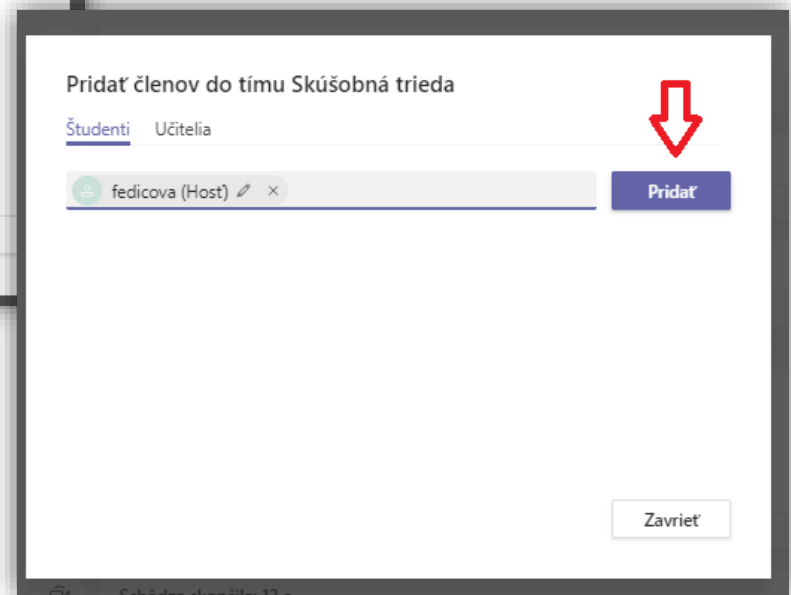 Pridať členov do tímu Skúšobná trieda
Študenti Učitelia
fedicova (Hosť) Pridať
Zavrieť